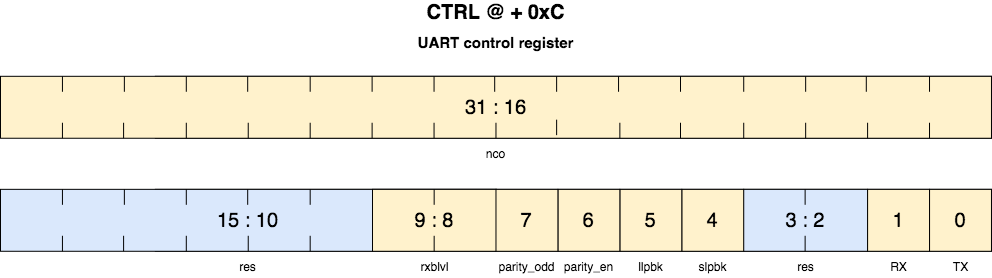 CTRL @ + 0xC
UART control register
31 : 16
nco
15 : 10 9 : 8 7 6 5 4 3 : 2 1 0
res rxblvl parity_odd parity_en llpbk slpbk res RX TX